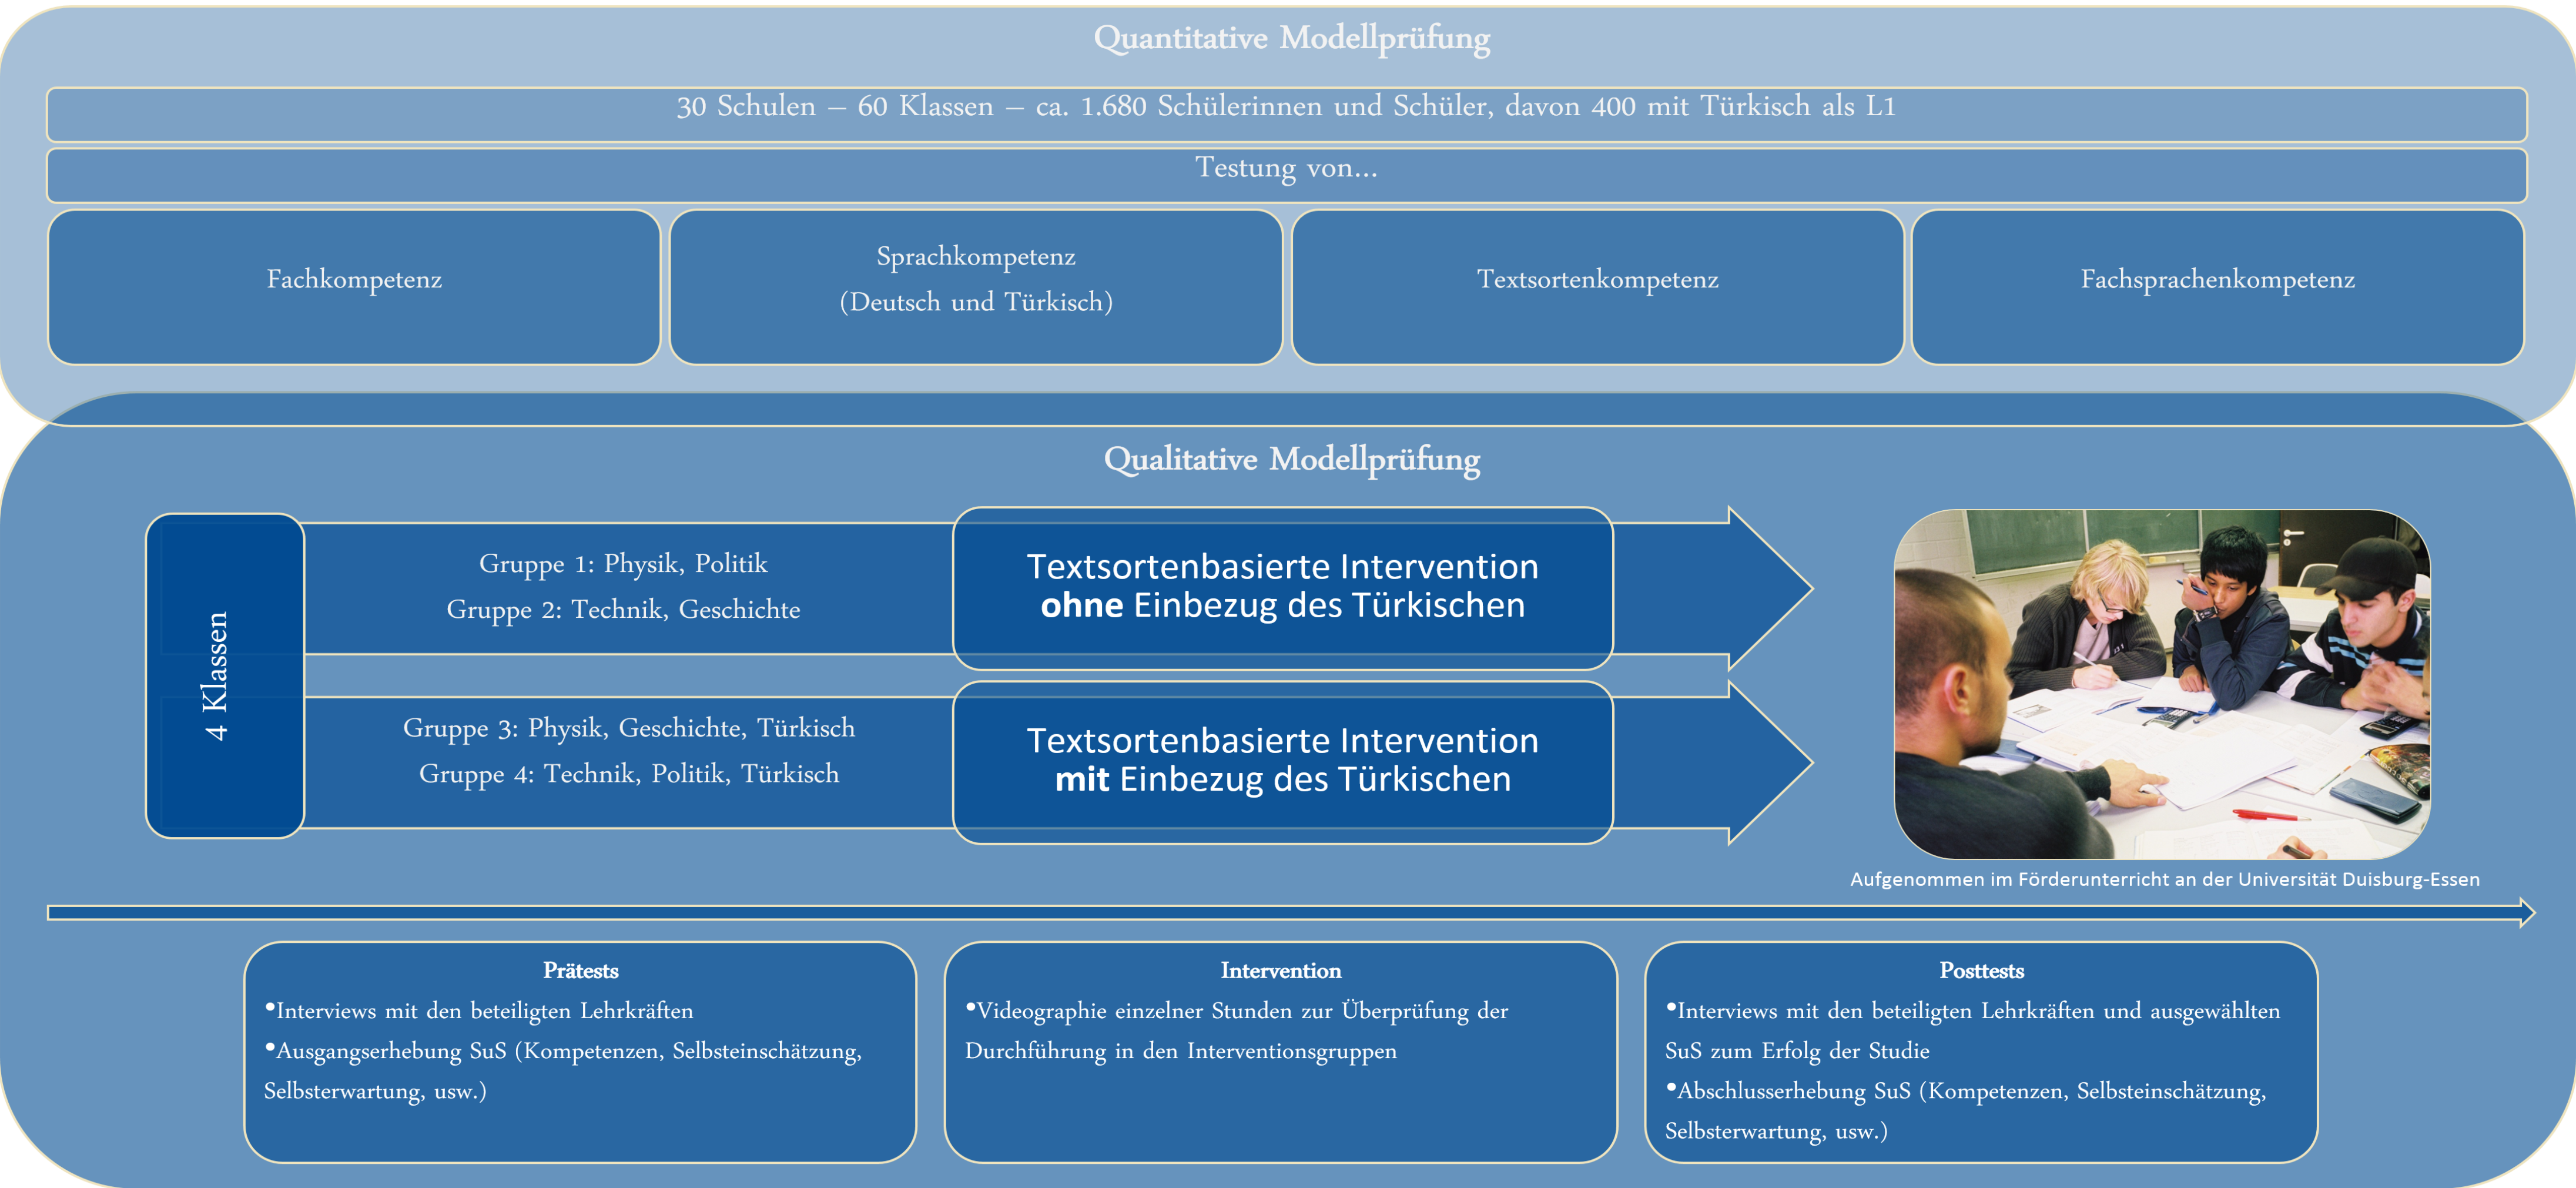 Quantitative Modellprüfung
30 Schulen – 60 Klassen – ca. 1.680 Schülerinnen und Schüler, davon 400 mit Türkisch als L1
Testung von...
Fachkompetenz
Sprachkompetenz
(Deutsch und Türkisch)
Textsortenkompetenz
Fachsprachenkompetenz
Qualitative Modellprüfung
4 Klassen
Gruppe 1: Physik, Politik
Gruppe 2: Technik, Geschichte
Textsortenbasierte Intervention
ohne Einbezug des Türkischen
Gruppe 3: Physik, Geschichte, Türkisch
Gruppe 4: Technik, Politik, Türkisch
Textsortenbasierte Intervention
mit Einbezug des Türkischen
Aufgenommen im Förderunterricht an der Universität Duisburg-Essen
Prätests
•Interviews mit den beteiligten Lehrkräften
•Ausgangserhebung SuS (Kompetenzen, Selbsteinschätzung,
Selbsterwartung, usw.)
Intervention
•Videographie einzelner Stunden zur Überprüfung der
Durchführung in den Interventionsgruppen
Posttests
•Interviews mit den beteiligten Lehrkräften und ausgewählten
SuS zum Erfolg der Studie
•Abschlusserhebung SuS (Kompetenzen, Selbsteinschätzung,
Selbsterwartung, usw.)